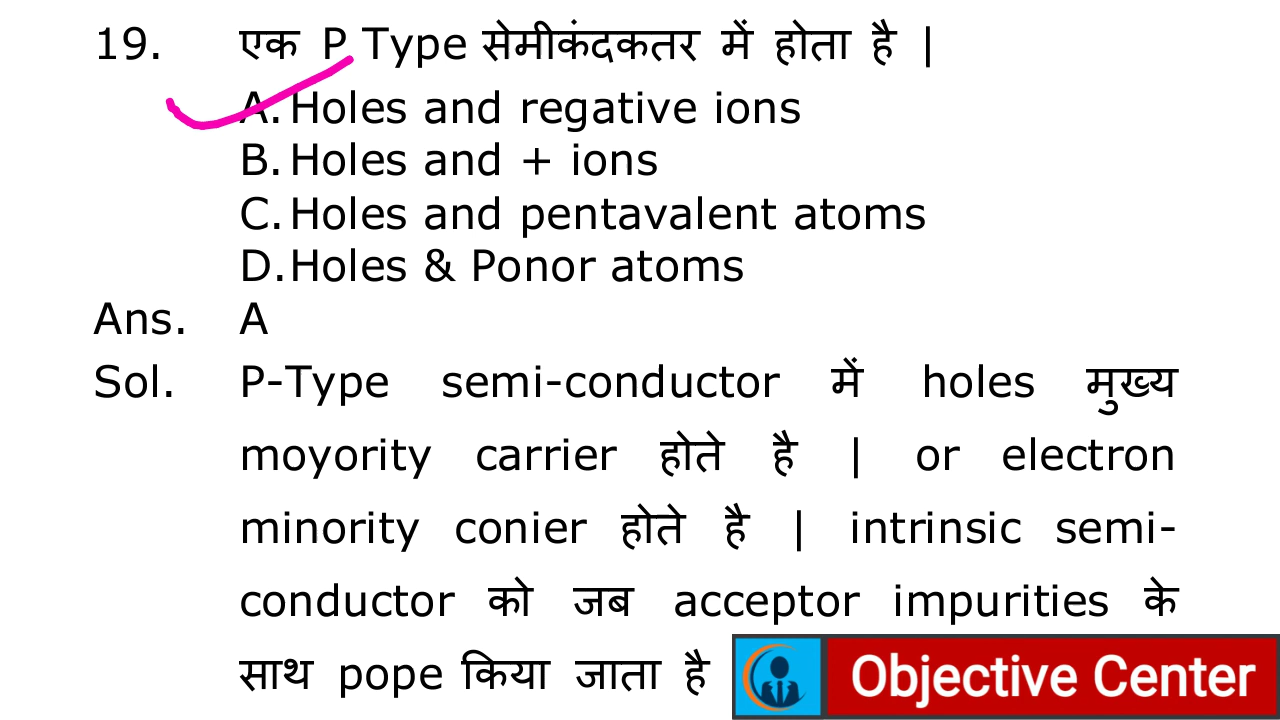 19. एक P Type सेमीकंदकतर में होता है |
A. Holes and regative ions
B. Holes and + ions
C. Holes and pentavalent atoms
D. Holes & Ponor atoms
Ans. A
Sol. P-Type semi-conductor में holes मुख्य
moyority carrier होते है | or electron
minority conier होते है | intrinsic semi-
conductor को जब acceptor impurities के
साथ pope किया जाता है
Objective Center